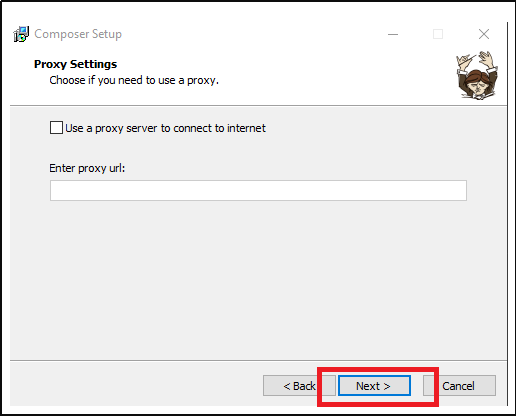 Composer Setup
Proxy Settings
Choose if you need to use a proxy.
Use a proxy server to connect to internet
Enter proxy url:
< Back Next > Cancel